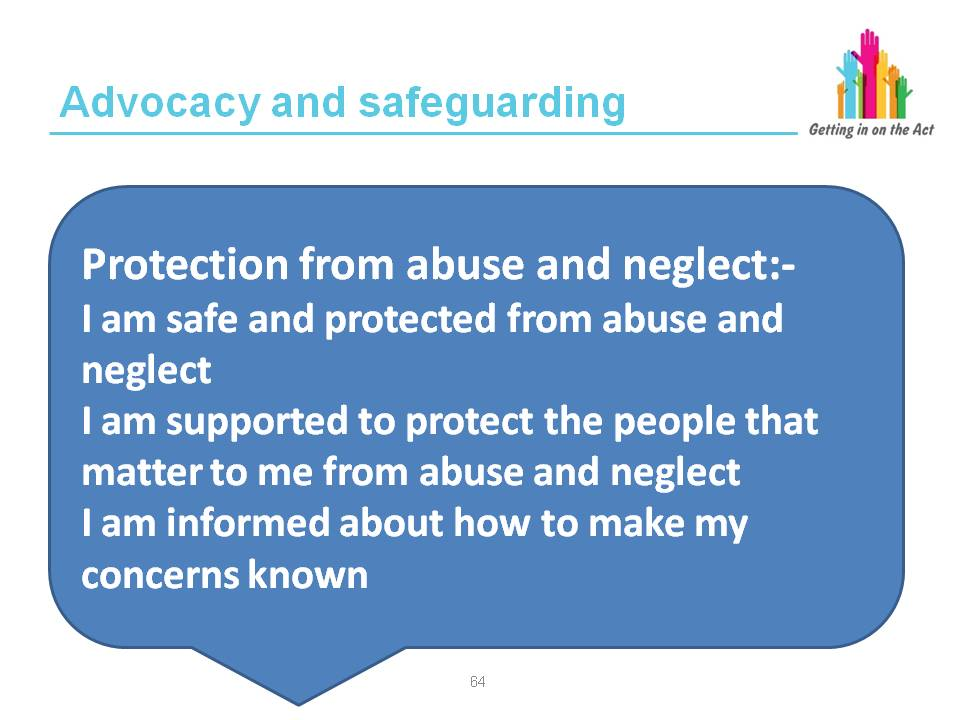 Advocacy and safeguarding
Getting in on the Act
Protection from abuse and neglect:-
I am safe and protected from abuse and
neglect
I am supported to protect the people that
matter to me from abuse and neglect
I am informed about how to make my
concerns known
64